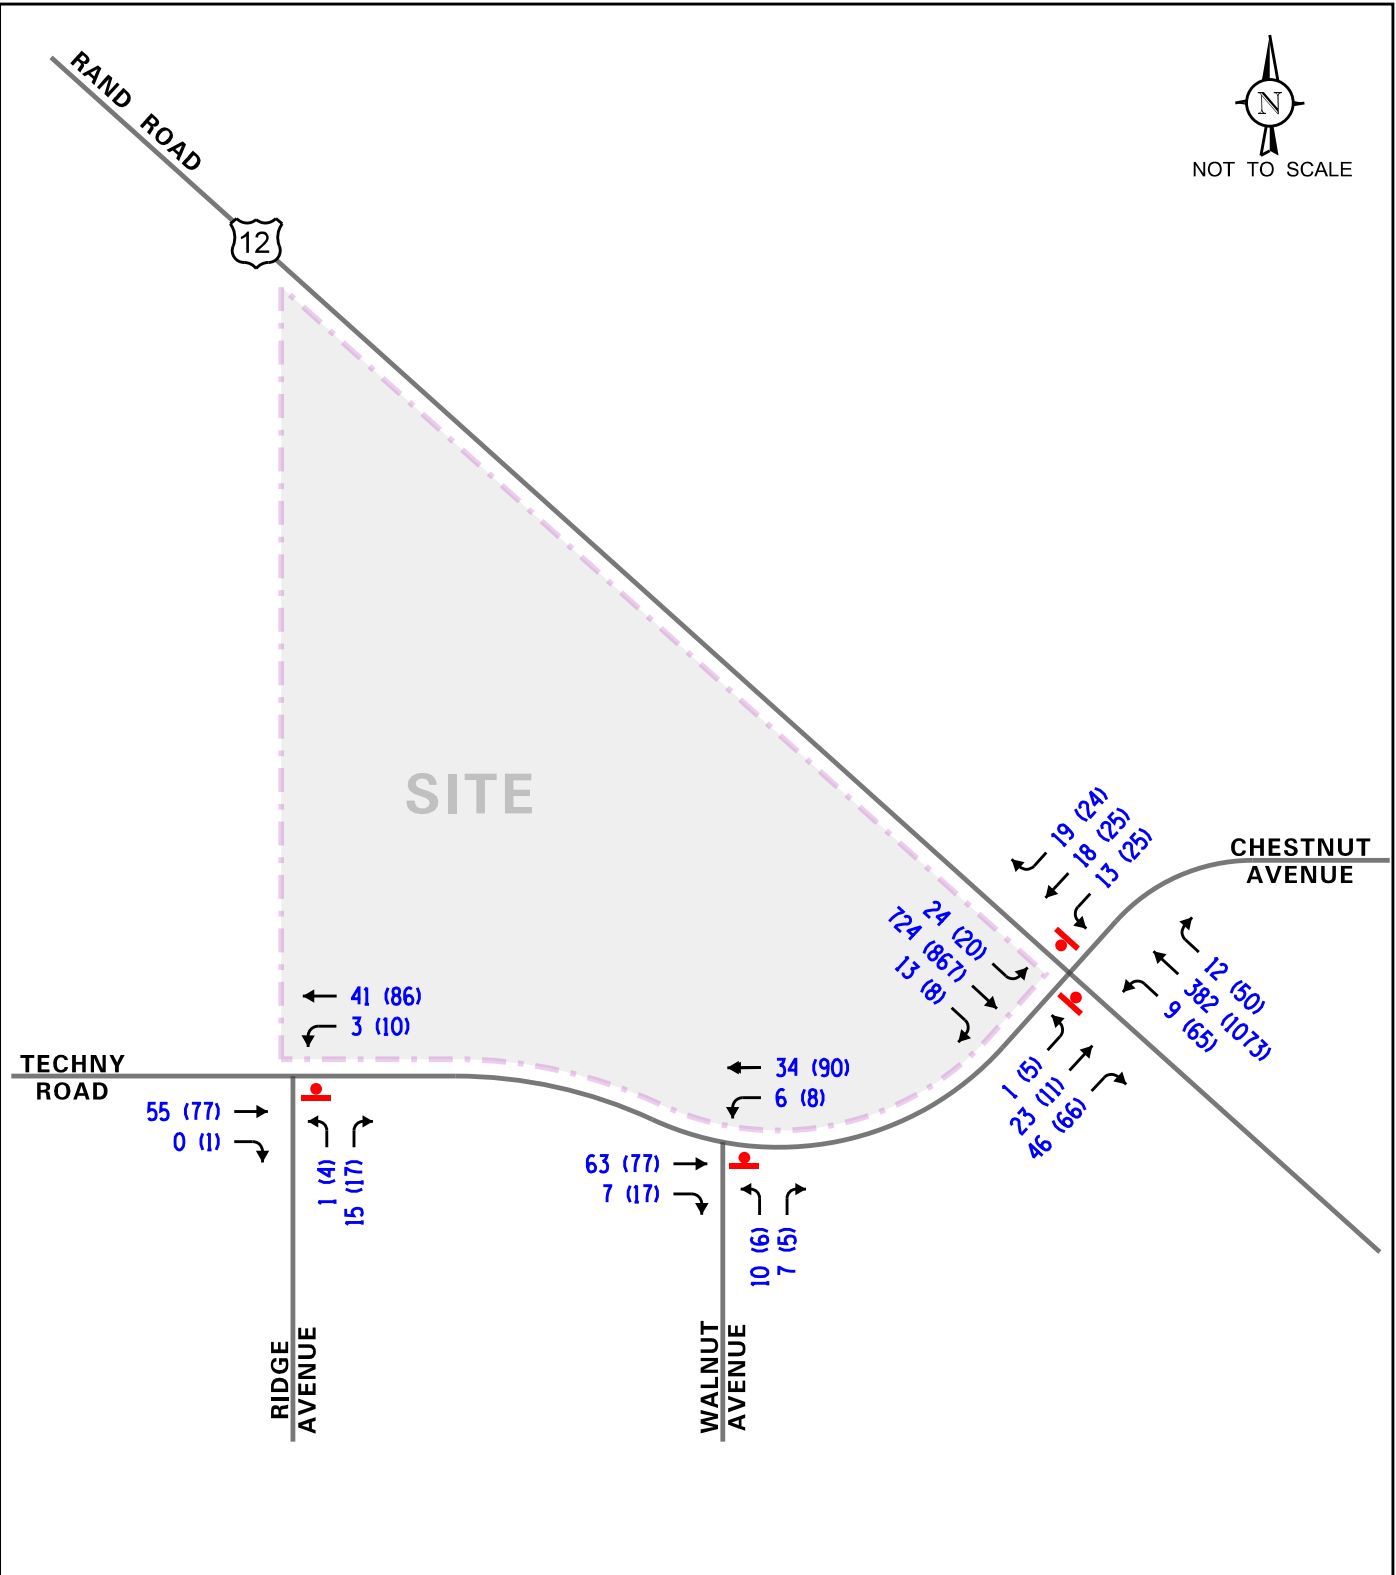 RAND ROAD
N
NOT TO SCALE
12
SITE
19 (24)
18 (25)
13 (25)
CHESTNUT
AVENUE
24 (20)
724 (867)
13 (8)
12 (50)
382 (1073)
9 (65)
41 (86)
3 (10)
TECHNY
ROAD
34 (90)
6 (8)
1 (5)
23 (11)
46 (66)
55 (77)
0 (1)
1 (4)
15 (17)
63 (77)
7 (17)
10 (6)
7 (5)
RIDGE
AVENUE
WALNUT
AVENUE